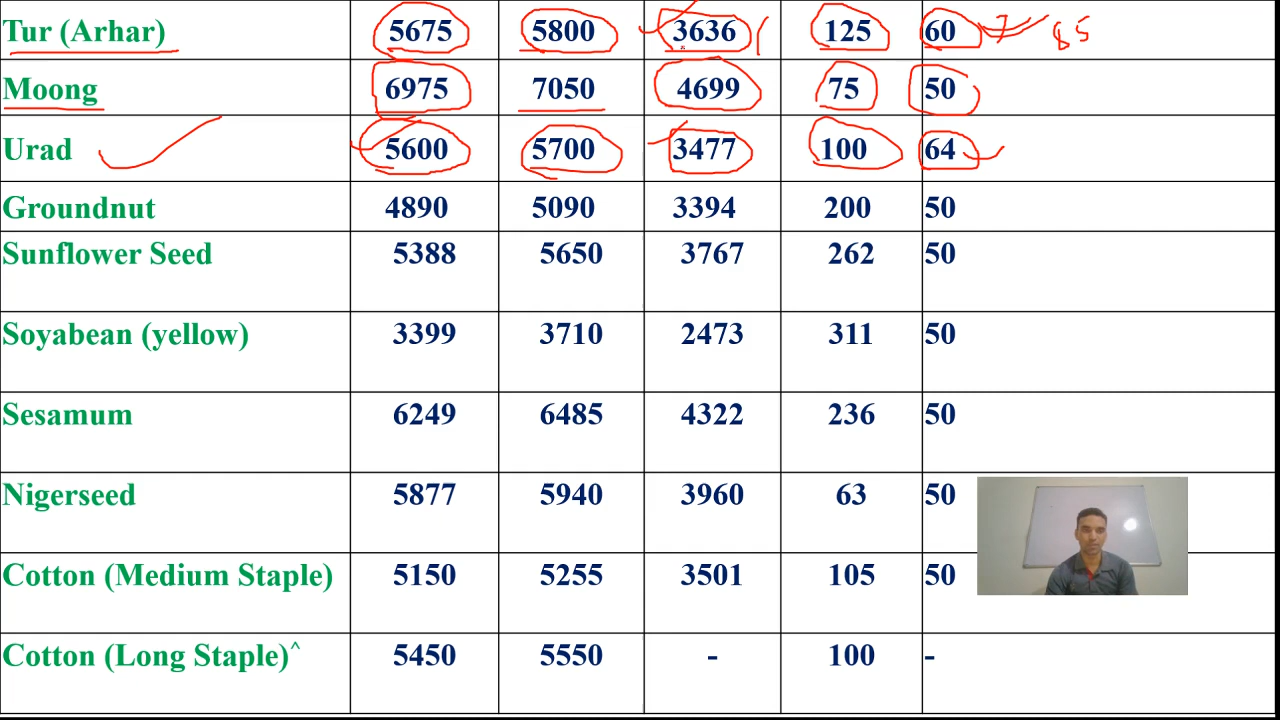 Tur (Arhar) 5675 5800 3636 125 60 85
Moong 6975 7050 4699 75 50
Urad 5600 5700 3477 100 64
Groundnut 4890 5090 3394 200 50
Sunflower Seed 5388 5650 3767 262 50
Soyabean (yellow) 3399 3710 2473 311 50
Sesamum 6249 6485 4322 236 50
Nigerseed 5877 5940 3960 63 50
Cotton (Medium Staple) 5150 5255 3501 105 50
Cotton (Long Staple)^ 5450 5550 - 100 -